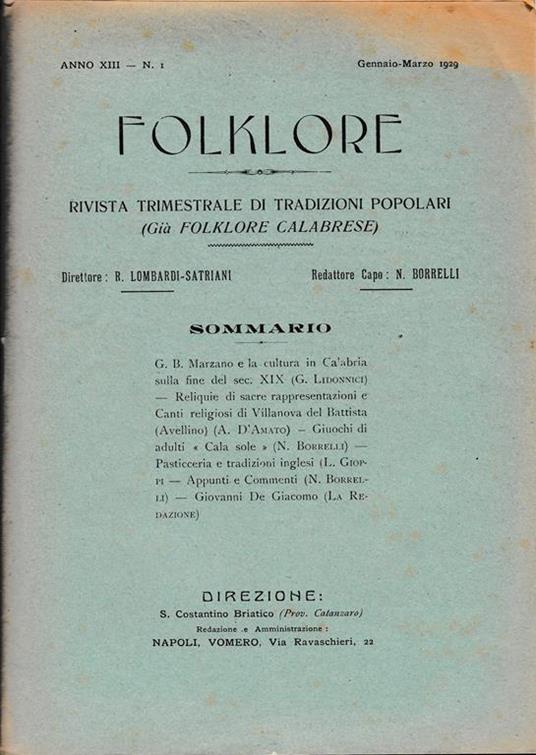 ANNO XIII — N. 1
Gennaio-Marzo 1929
FOLKLORE
RIVISTA TRIMESTRALE DI TRADIZIONI POPOLARI
(Già FOLKLORE CALABRESE)
Direttore: R. LOMBARDI-SATRIANI
Redattore Capo: N. BORRELLI
SOMMARIO
G. B. Marzano e la cultura in Ca'abria
sulla fine del sec. XIX (G. LIDONNICI)
— Reliquie di sacre rappresentazioni e
Canti religiosi di Villanova del Battista
(Avellino) (A. D'AMATO) — Giuochi di
adulti « Cala sole » (N. BORRELLI) —
Pasticceria e tradizioni inglesi (L. GIOP-
PI — Appunti e Commenti (N. BORREL-
LI) — Giovanni De Giacomo (LA RE-
DAZIONE)
DIREZIONE:
S. Costantino Briatico (Prov. Catanzaro)
Redazione e Amministrazione:
NAPOLI, VOMERO, Via Ravaschieri, 22